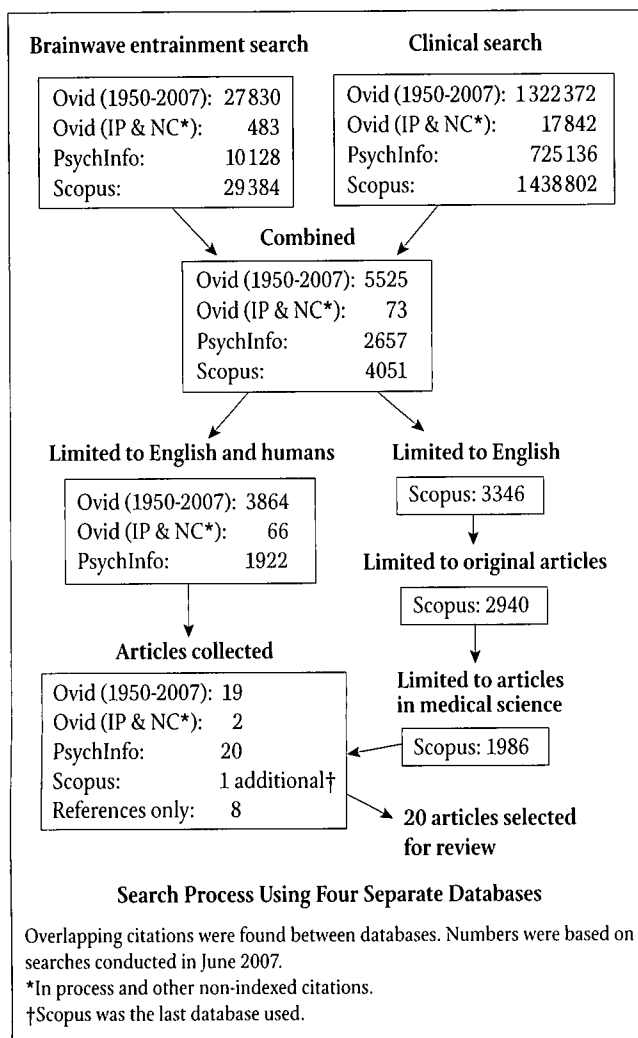 Brainwave entrainment search
Ovid (1950-2007): 27830
Ovid (IP & NC*): 483
PsychInfo: 10128
Scopus: 29384
Clinical search
Ovid (1950-2007): 1322372
Ovid (IP & NC*): 17842
PsychInfo: 725136
Scopus: 1438802
Combined
Ovid (1950-2007): 5525
Ovid (IP & NC*): 73
PsychInfo: 2657
Scopus: 4051
Limited to English and humans
Ovid (1950-2007): 3864
Ovid (IP & NC*): 66
PsychInfo: 1922
Limited to English
Scopus: 3346
Limited to original articles
Scopus: 2940
Limited to articles
in medical science
Scopus: 1986
Articles collected
Ovid (1950-2007): 19
Ovid (IP & NC*): 2
PsychInfo: 20
Scopus: 1 additional†
References only: 8
20 articles selected
for review
Search Process Using Four Separate Databases
Overlapping citations were found between databases. Numbers were based on
searches conducted in June 2007.
*In process and other non-indexed citations.
†Scopus was the last database used.